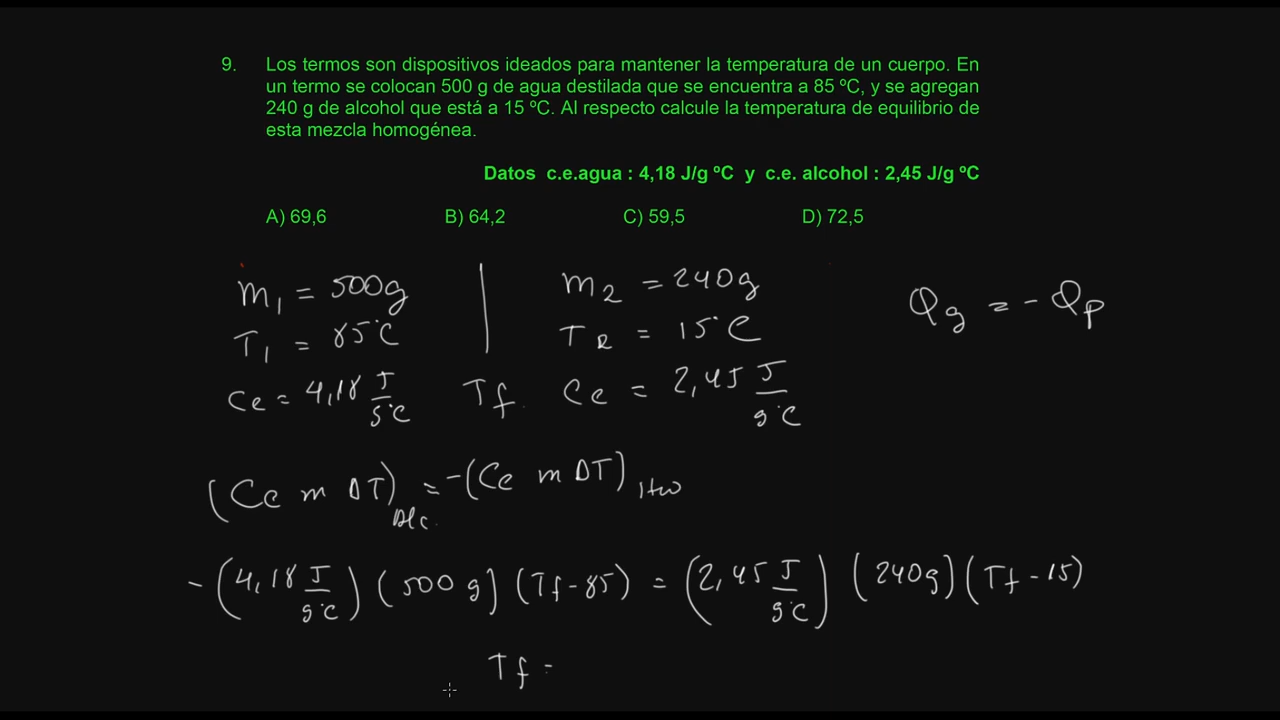 9. Los termos son dispositivos ideados para mantener la temperatura de un cuerpo. En
un termo se colocan 500 g de agua destilada que se encuentra a 85 ºC, y se agregan
240 g de alcohol que está a 15 ºC. Al respecto calcule la temperatura de equilibrio de
esta mezcla homogénea.
Datos c.e.agua : 4,18 J/g ºC y c.e. alcohol : 2,45 J/g ºC
A) 69,6 B) 64,2 C) 59,5 D) 72,5
m₁ = 500g | m₂ = 240g
Qg = - Qp
T₁ = 85°C T₂ = 15°C
Ce = 4,18 J/g°C Tf. Ce = 2,45 J/g°C
(Ce m ΔT) Alc. = -(Ce m ΔT)
- (4,18 J/g°C) (500 g) (Tf-85) = (2,45 J/g°C) (240g) (Tf - 15)
Tf =